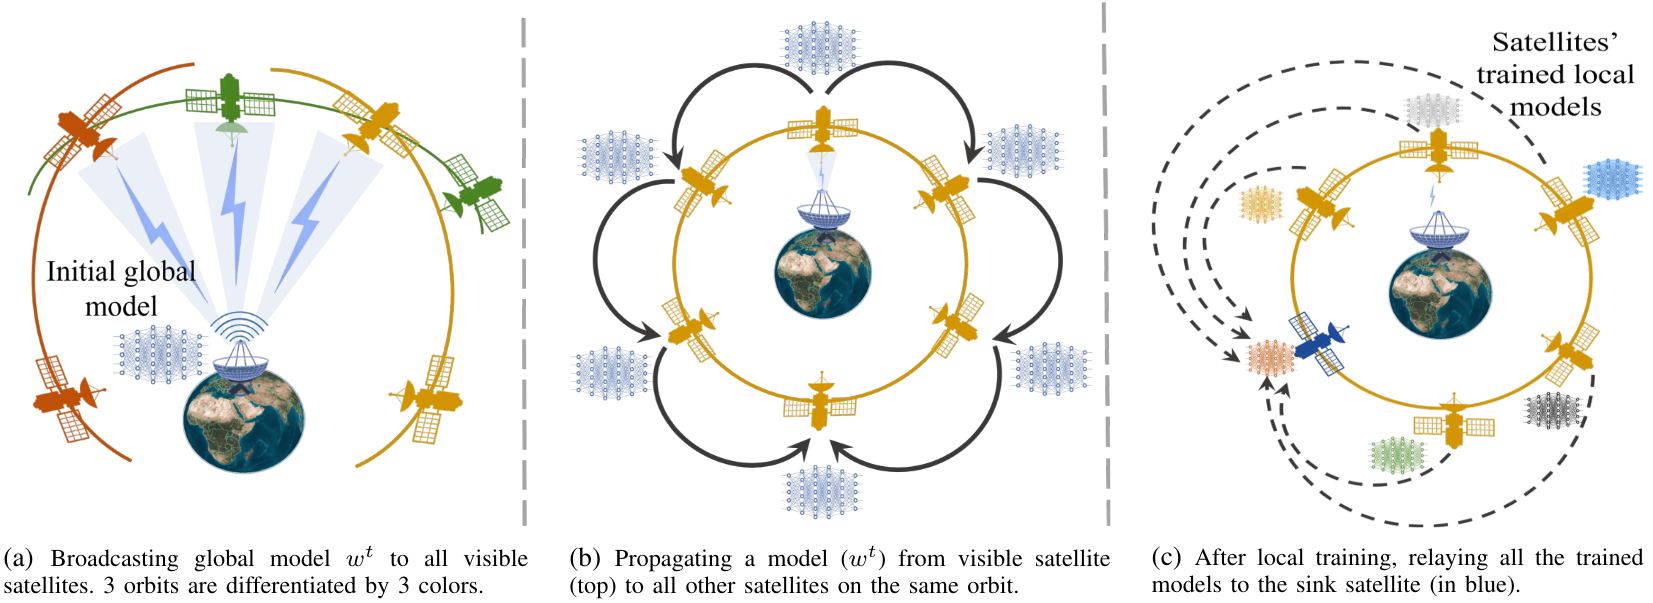 Initial global
model
Satellites’
trained local
models
(a) Broadcasting global model w^t to all visible
satellites. 3 orbits are differentiated by 3 colors.
(b) Propagating a model (w^t) from visible satellite
(top) to all other satellites on the same orbit.
(c) After local training, relaying all the trained
models to the sink satellite (in blue).